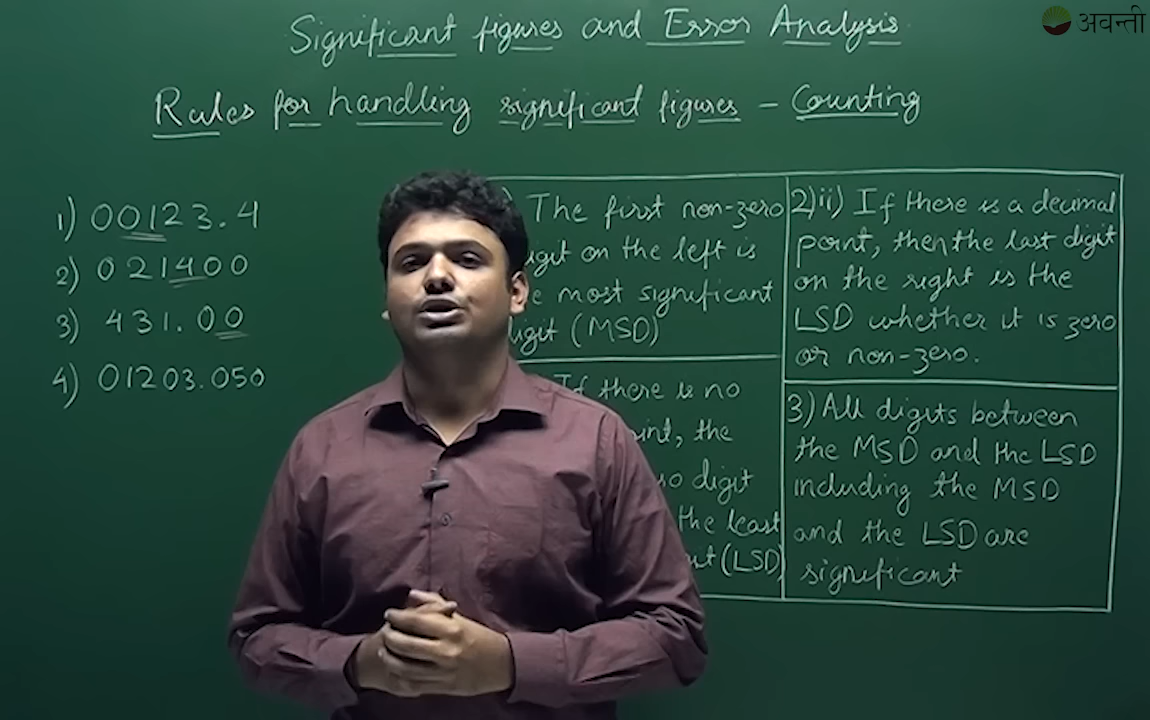 अवन्ती
Significant figures and Error Analysis
Rules for handling significant figures – Counting
1) 00123.4
2) 021400
3) 431.00
4) 01203.050
) The first non-zero
igit on the left is
e most significant
igit (MSD)
If there is no
int, the
o digit
the least
nt (LSD)
2)ii) If there is a decimal
point, then the last digit
on the right is the
LSD whether it is zero
or non-zero.
3) All digits between
the MSD and the LSD
including the MSD
and the LSD are
significant